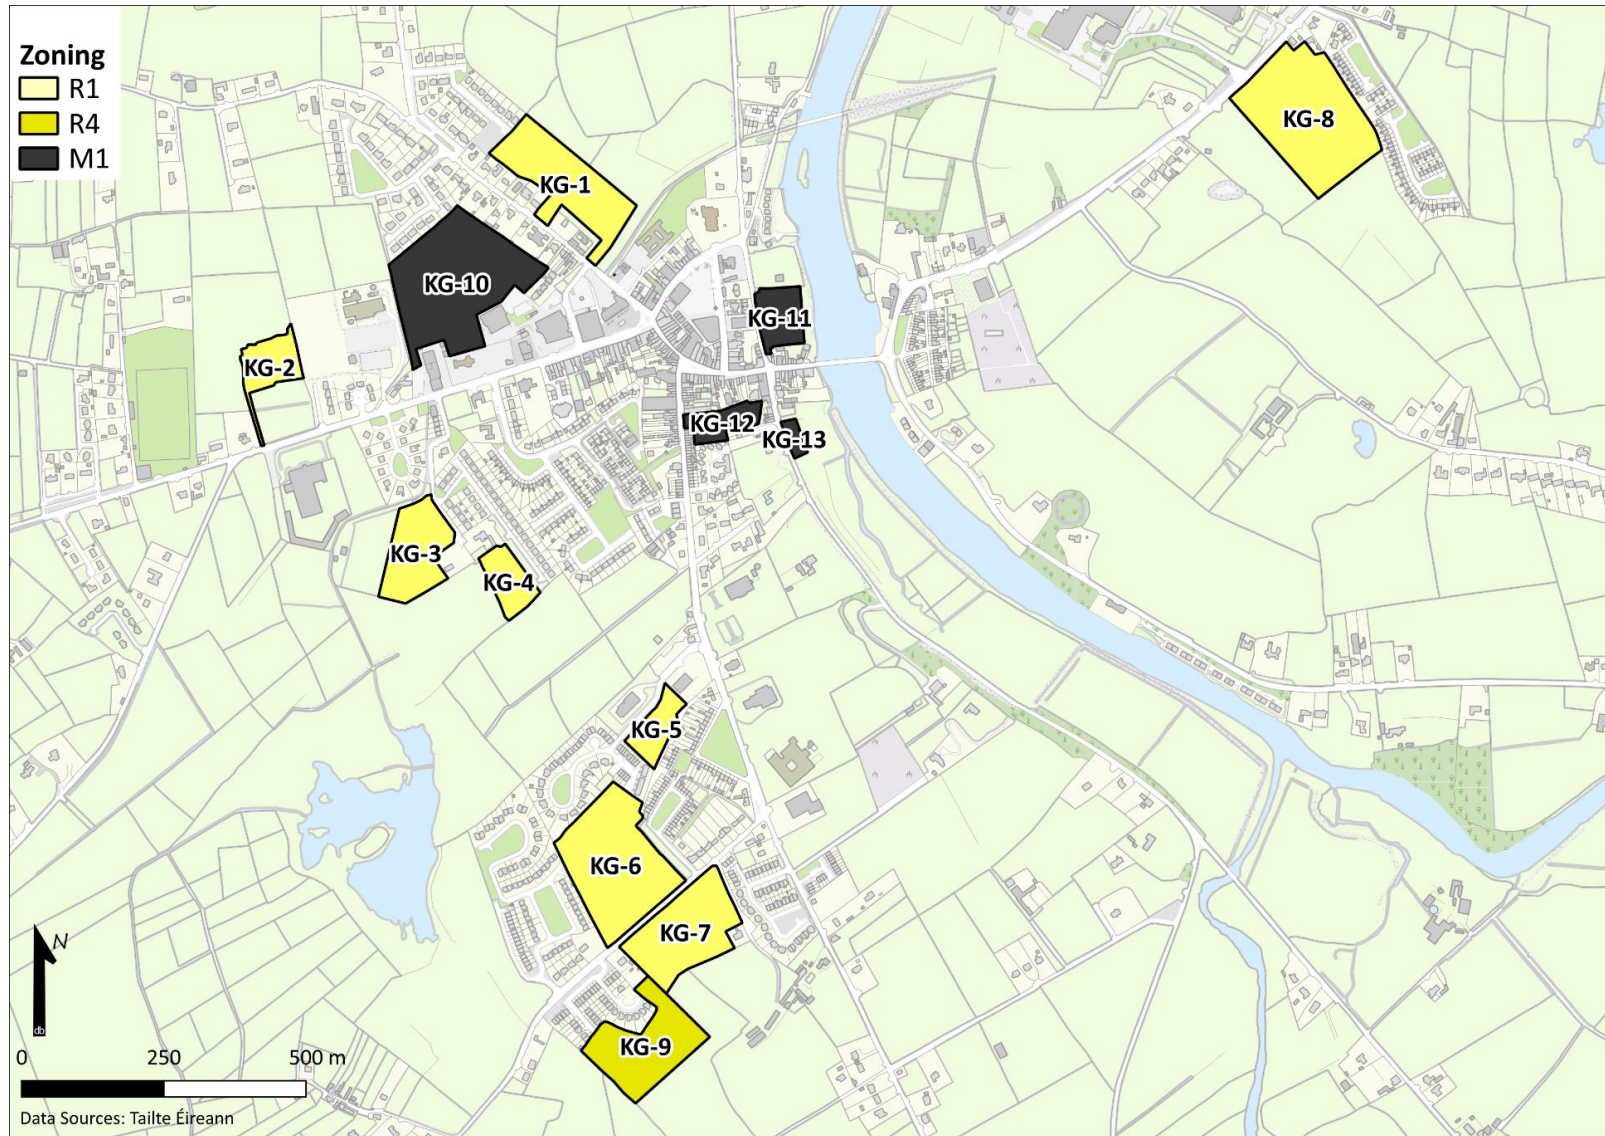 Zoning
R1
R4
M1
KG-8
KG-1
KG-10
KG-11
KG-2
KG-12
KG-13
KG-3
KG-4
KG-5
KG-6
KG-7
KG-9
N
db
0 250 500 m
Data Sources: Tailte Éireann